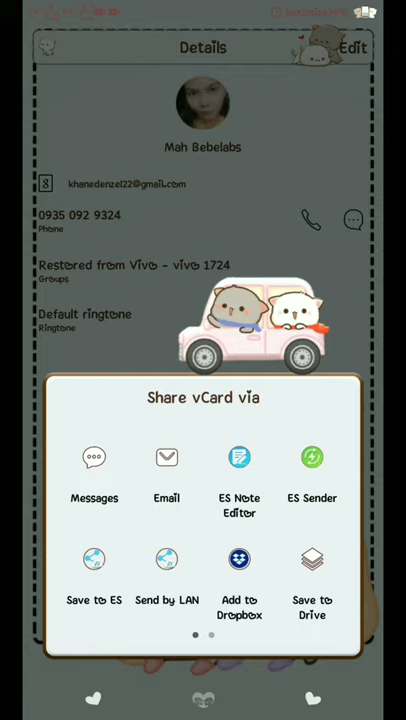 Details
Edit
Mah Bebelabs
8 khanedenzel22@gmail.com
0935 092 9324
Phone
Restored from Vivo - vivo 1724
Groups
Default ringtone
Ringtone
Share vCard via
Messages
Email
ES Note
Editor
ES Sender
Save to ES
Send by LAN
Add to
Dropbox
Save to
Drive